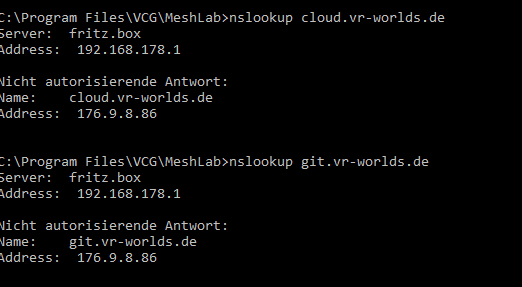 C:\Program Files\VCG\MeshLab>nslookup cloud.vr-worlds.de
Server:  fritz.box
Address:  192.168.178.1

Nicht autorisierende Antwort:
Name:    cloud.vr-worlds.de
Address:  176.9.8.86

C:\Program Files\VCG\MeshLab>nslookup git.vr-worlds.de
Server:  fritz.box
Address:  192.168.178.1

Nicht autorisierende Antwort:
Name:    git.vr-worlds.de
Address:  176.9.8.86